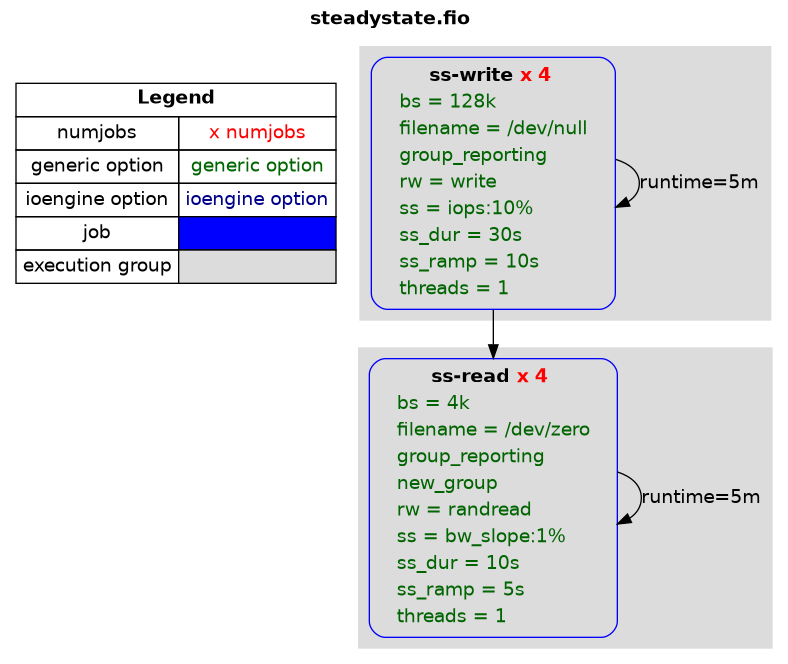 steadystate.fio
Legend
numjobs x numjobs
generic option generic option
ioengine option ioengine option
job
execution group
ss-write x 4
bs = 128k
filename = /dev/null
group_reporting
rw = write
ss = iops:10%
ss_dur = 30s
ss_ramp = 10s
threads = 1
runtime=5m
ss-read x 4
bs = 4k
filename = /dev/zero
group_reporting
new_group
rw = randread
ss = bw_slope:1%
ss_dur = 10s
ss_ramp = 5s
threads = 1
runtime=5m